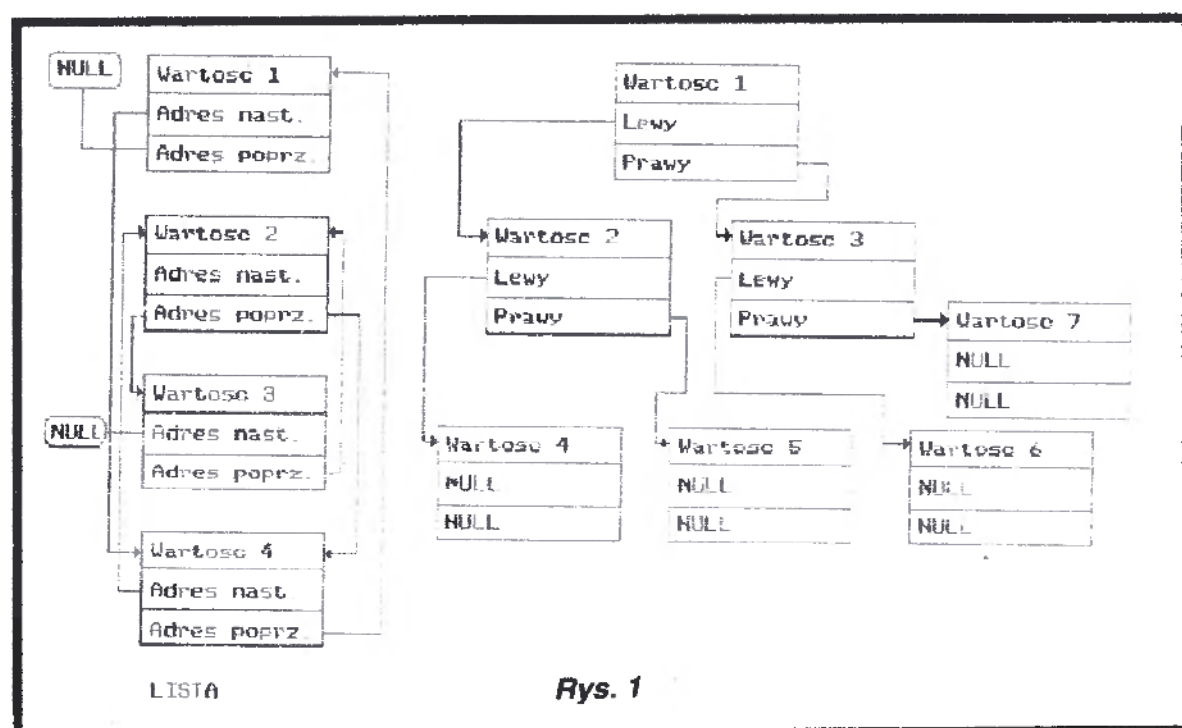 NULL
Wartosc 1
Adres nast.
Adres poprz.
Wartosc 2
Adres nast.
Adres poprz.
NULL
Wartosc 3
Adres nast.
Adres poprz.
Wartosc 4
Adres nast
Adres poprz.
LISTA
Wartosc 1
Lewy
Prawy
Wartosc 2
Lewy
Prawy
Wartosc 3
Lewy
Prawy
Wartosc 7
NULL
NULL
Wartosc 4
NULL
NULL
Wartosc 5
NULL
NULL
Wartosc 6
NULL
NULL
Rys. 1